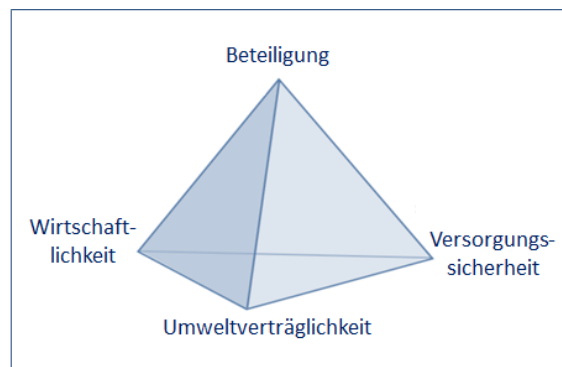 Beteiligung
Wirtschaft-
lichkeit
Versorgungs-
sicherheit
Umweltverträglichkeit